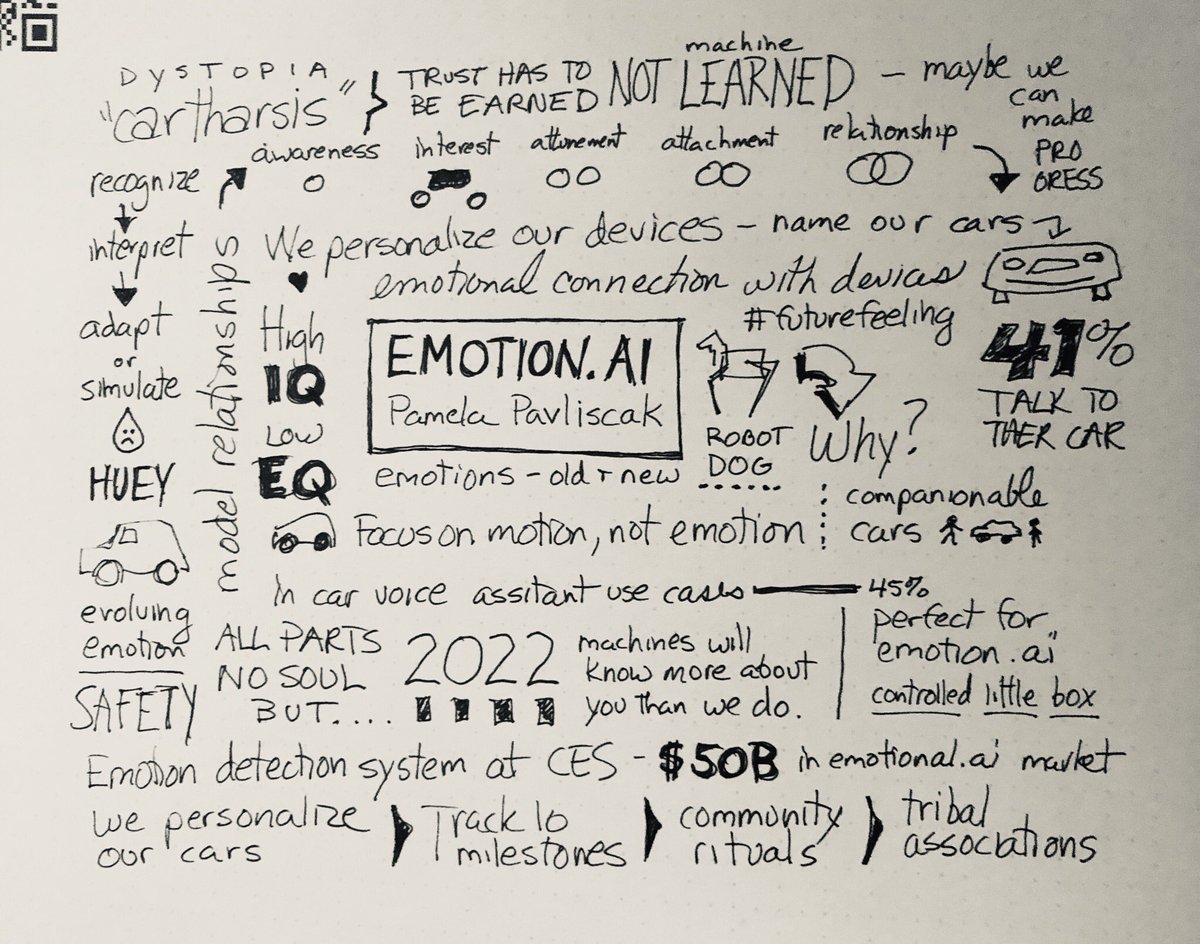 DYSTOPIA
"cartharsis"
TRUST HAS TO
BE EARNED
machine
NOT LEARNED
— maybe we
can
make
PRO
GRESS
recognize
interpret
adapt
or
simulate
HUEY
evolving
emotion
SAFETY
model relationships
awareness
interest
attunement
attachment
relationship
We personalize our devices – name our cars
emotional connection with devices
#futurefeeling
High
IQ
LOW
EQ
EMOTION.AI
Pamela Pavliscak
emotions – old + new
ROBOT
DOG
Why?
41%
TALK TO
THER CAR
companionable
cars
Focus on motion, not emotion
In car voice assitant use cases
45%
perfect for
"emotion.ai"
controlled little box
ALL PARTS
NO SOUL
BUT....
2022
machines will
know more about
you than we do.
Emotion detection system at CES - $50B in emotional.ai market
we personalize
our cars
Track to
milestones
community
rituals
tribal
associations